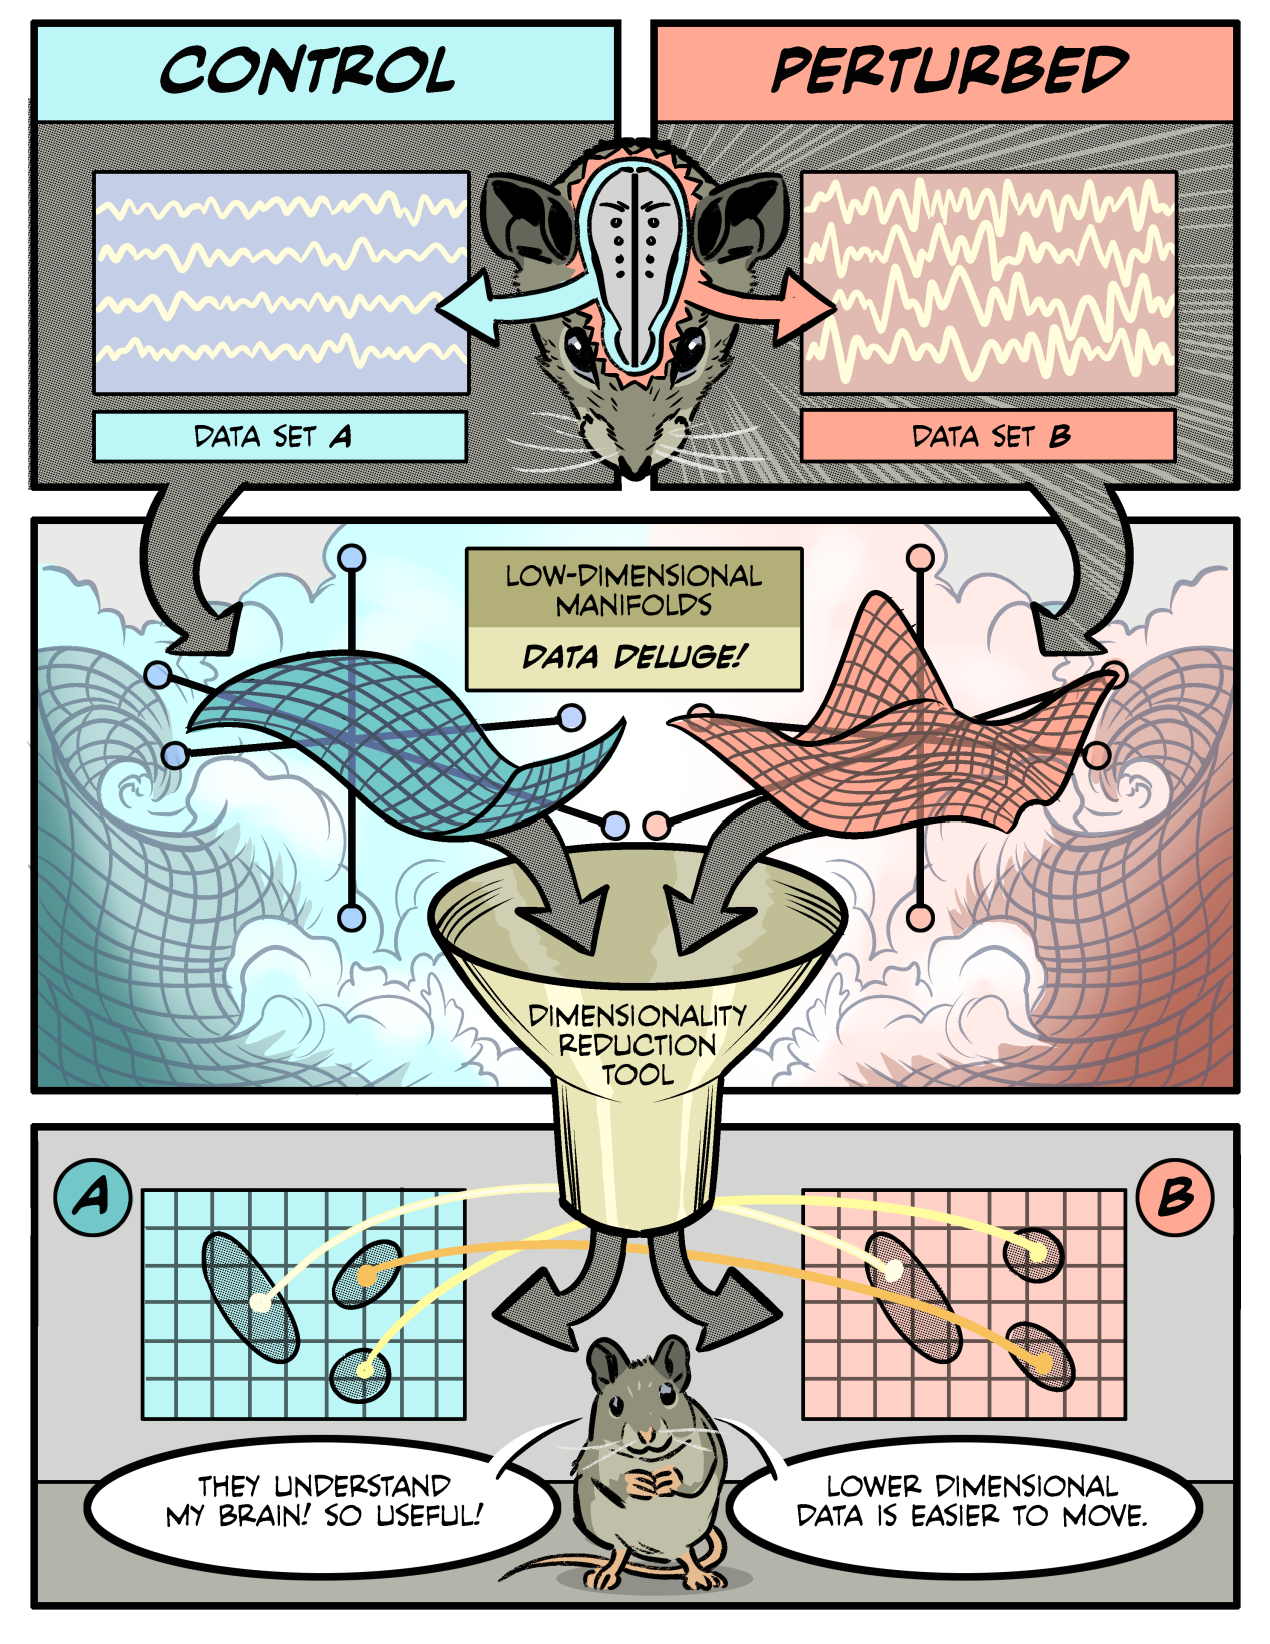 CONTROL
PERTURBED
DATA SET A
DATA SET B
LOW-DIMENSIONAL
MANIFOLDS
DATA DELUGE!
DIMENSIONALITY
REDUCTION
TOOL
A
B
THEY UNDERSTAND
MY BRAIN! SO USEFUL!
LOWER DIMENSIONAL
DATA IS EASIER TO MOVE.